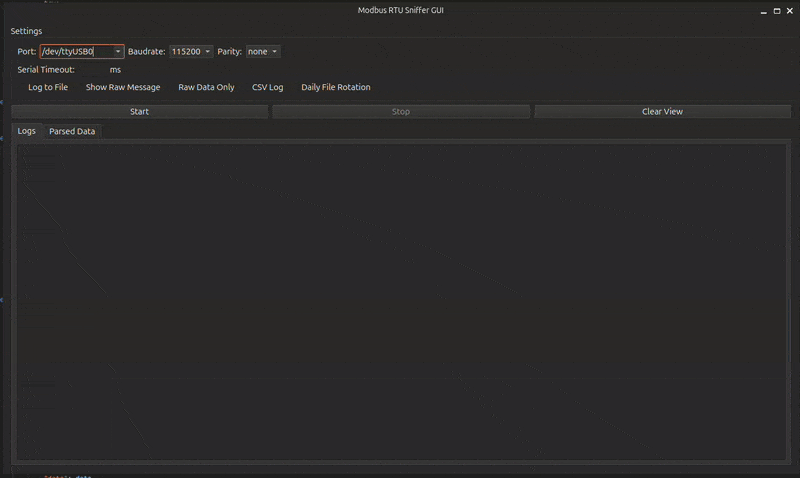 Modbus RTU Sniffer GUI
Settings
Port: /dev/ttyUSB0 Baudrate: 115200 Parity: none
Serial Timeout: ms
Log to File Show Raw Message Raw Data Only CSV Log Daily File Rotation
Start Stop Clear View
Logs Parsed Data